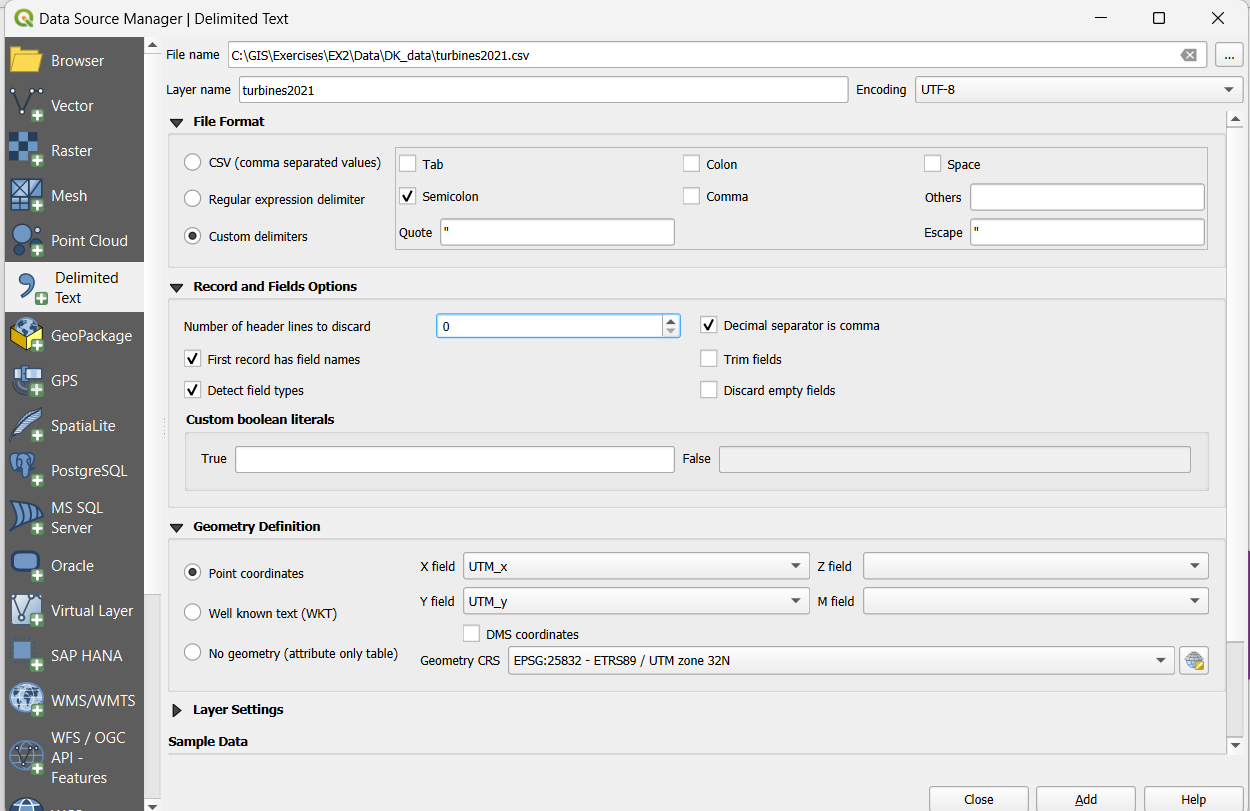 Data Source Manager | Delimited Text
Browser
Vector
Raster
Mesh
Point Cloud
Delimited
Text
GeoPackage
GPS
SpatiaLite
PostgreSQL
MS SQL
Server
Oracle
Virtual Layer
SAP HANA
WMS/WMTS
WFS / OGC
API -
Features
File name C:\GIS\Exercises\EX2\Data\DK_data\turbines2021.csv ...
Layer name turbines2021 Encoding UTF-8
File Format
CSV (comma separated values) Tab Colon Space
Regular expression delimiter Semicolon Comma Others
Custom delimiters Quote " Escape "
Record and Fields Options
Number of header lines to discard 0 Decimal separator is comma
First record has field names Trim fields
Detect field types Discard empty fields
Custom boolean literals
True False
Geometry Definition
Point coordinates X field UTM_x Z field
Y field UTM_y M field
Well known text (WKT) DMS coordinates
No geometry (attribute only table) Geometry CRS EPSG:25832 - ETRS89 / UTM zone 32N
Layer Settings
Sample Data
Close Add Help